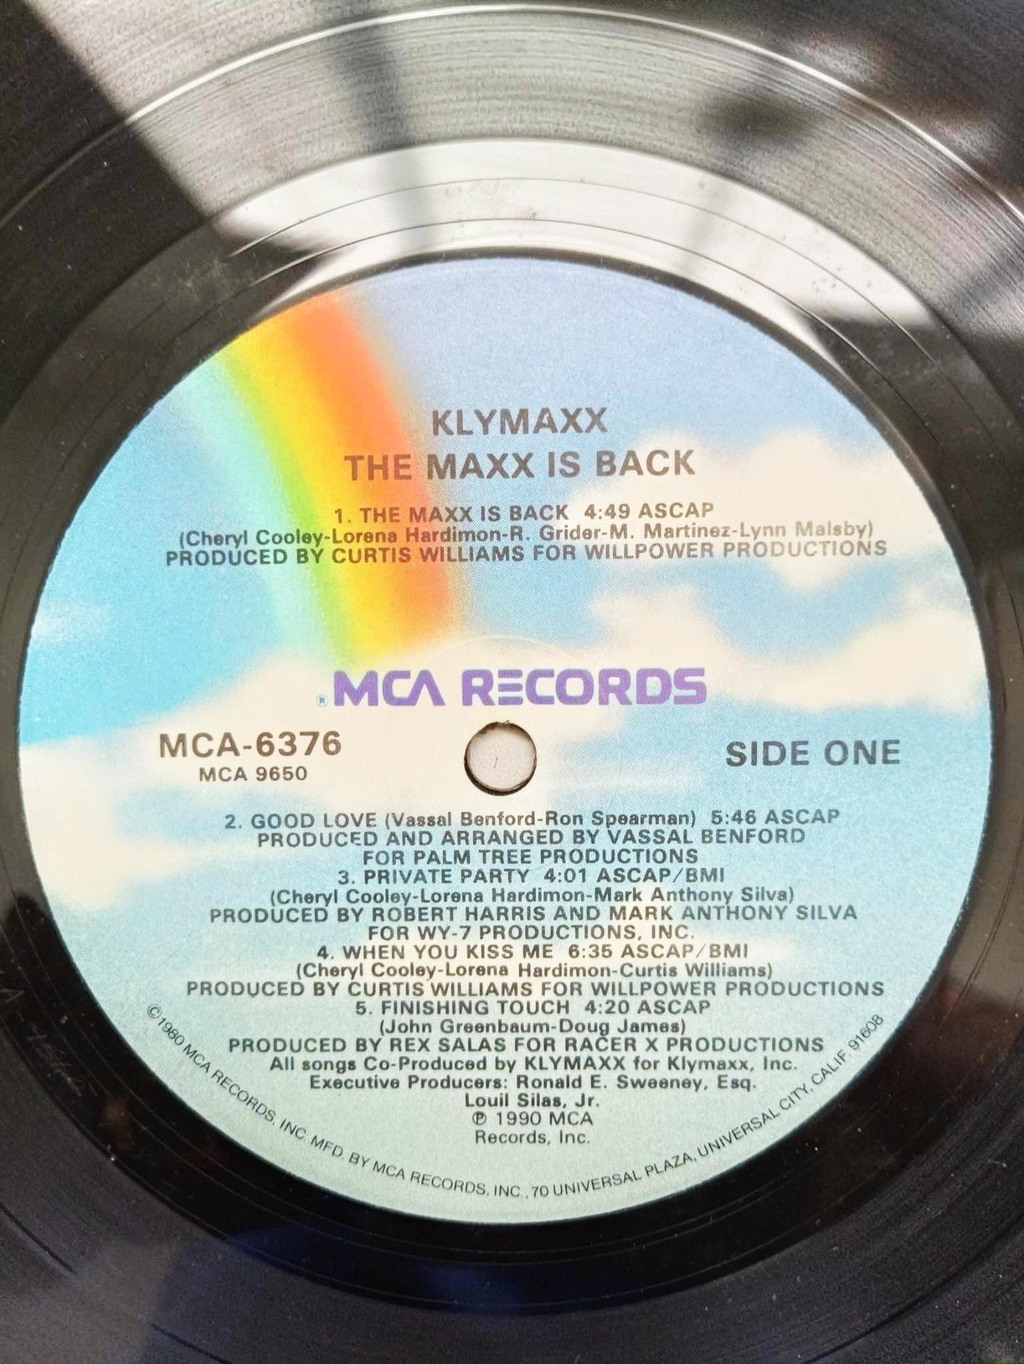 KLYMAXX
THE MAXX IS BACK
1. THE MAXX IS BACK 4:49 ASCAP
(Cheryl Cooley-Lorena Hardimon-R. Grider-M. Martinez-Lynn Malsby)
PRODUCED BY CURTIS WILLIAMS FOR WILLPOWER PRODUCTIONS
® MCA RECORDS
MCA-6376
MCA 9650
SIDE ONE
2. GOOD LOVE (Vassal Benford-Ron Spearman) 5:46 ASCAP
PRODUCED AND ARRANGED BY VASSAL BENFORD
FOR PALM TREE PRODUCTIONS
3. PRIVATE PARTY 4:01 ASCAP/BMI
(Cheryl Cooley-Lorena Hardimon-Mark Anthony Silva)
PRODUCED BY ROBERT HARRIS AND MARK ANTHONY SILVA
FOR WY-7 PRODUCTIONS, INC.
4. WHEN YOU KISS ME 6:35 ASCAP/BMI
(Cheryl Cooley-Lorena Hardimon-Curtis Williams)
PRODUCED BY CURTIS WILLIAMS FOR WILLPOWER PRODUCTIONS
5. FINISHING TOUCH 4:20 ASCAP
(John Greenbaum-Doug James)
PRODUCED BY REX SALAS FOR RACER X PRODUCTIONS
All songs Co-Produced by KLYMAXX for Klymaxx, Inc.
Executive Producers: Ronald E. Sweeney, Esq.
Louil Silas, Jr.
℗ 1990 MCA
Records, Inc.
©1980 MCA RECORDS, INC. MFD. BY MCA RECORDS, INC., 70 UNIVERSAL PLAZA, UNIVERSAL CITY, CALIF. 91608